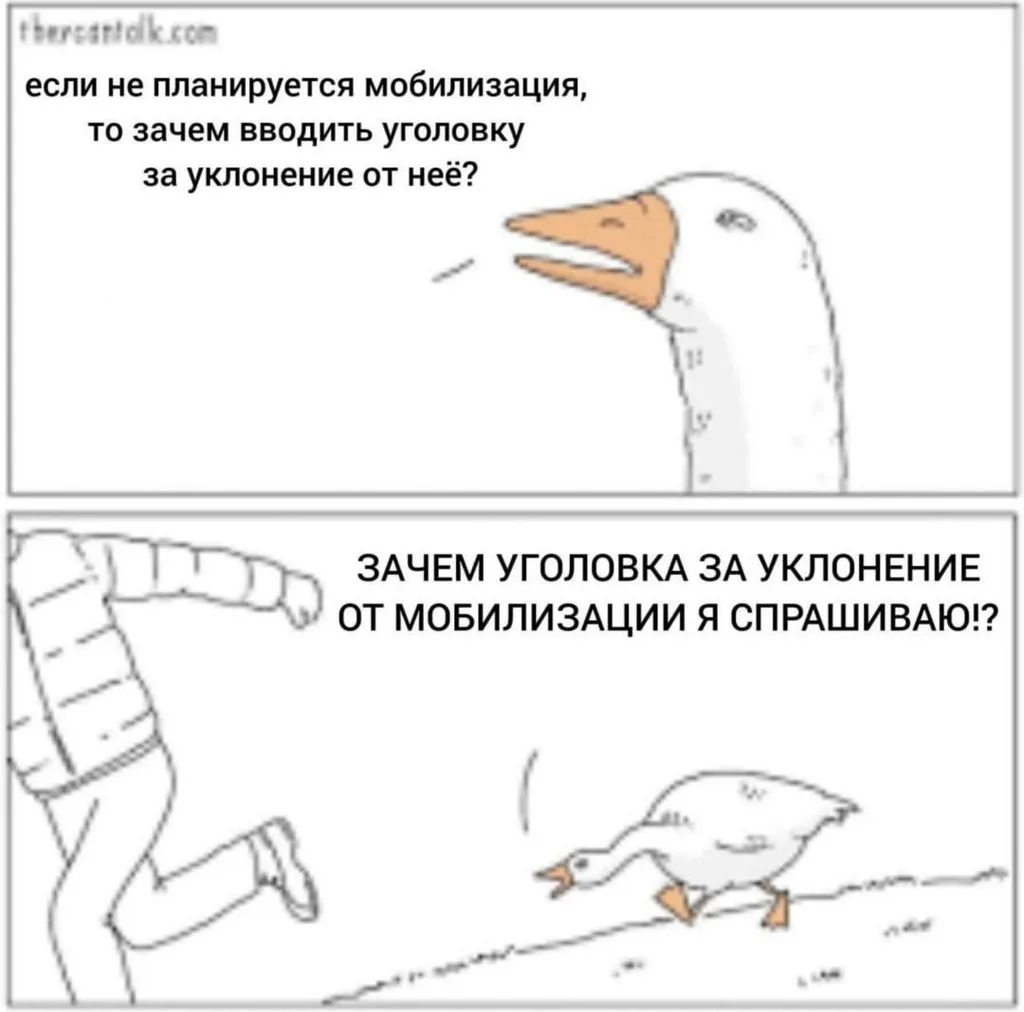 если не планируется мобилизация,
то зачем вводить уголовку
за уклонение от неё?
ЗАЧЕМ УГОЛОВКА ЗА УКЛОНЕНИЕ
ОТ МОБИЛИЗАЦИИ Я СПРАШИВАЮ!?